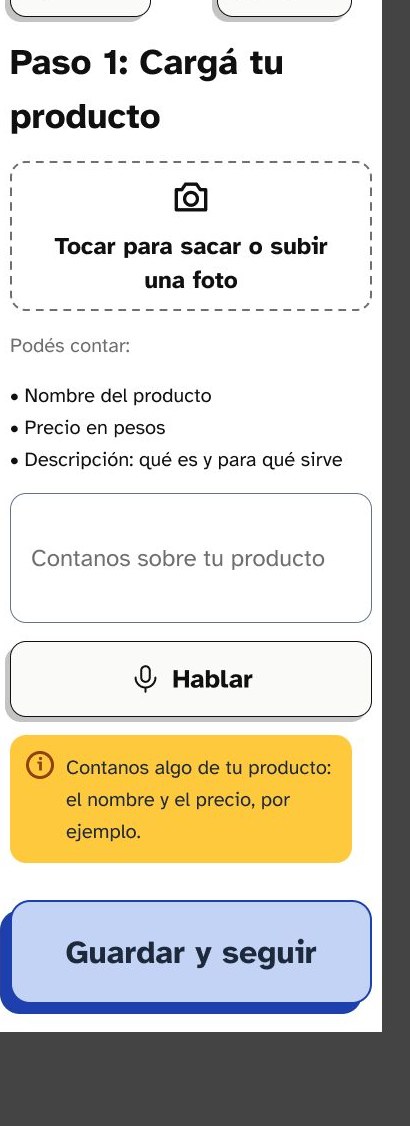 Paso 1: Cargá tu
producto
Tocar para sacar o subir
una foto
Podés contar:
• Nombre del producto
• Precio en pesos
• Descripción: qué es y para qué sirve
Contanos sobre tu producto
Hablar
Contanos algo de tu producto:
el nombre y el precio, por
ejemplo.
Guardar y seguir